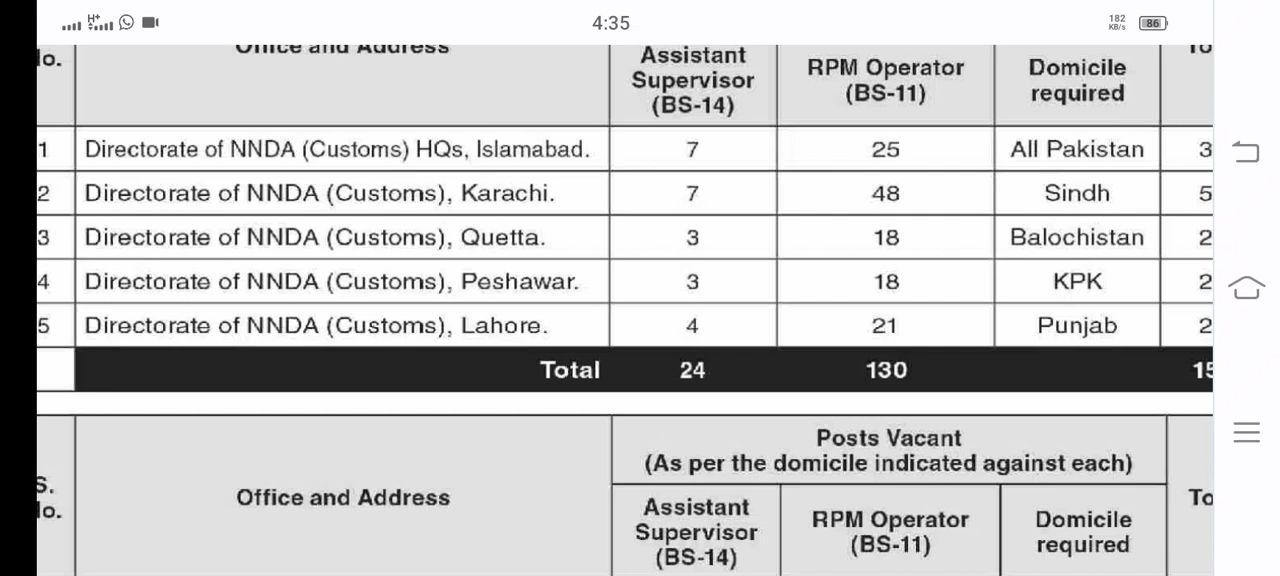 H+
4:35
182
KB/s
86
Office and Address
Assistant
Supervisor
(BS-14)
RPM Operator
(BS-11)
Domicile
required
1 Directorate of NNDA (Customs) HQs, Islamabad. 7 25 All Pakistan 3
2 Directorate of NNDA (Customs), Karachi. 7 48 Sindh 5
3 Directorate of NNDA (Customs), Quetta. 3 18 Balochistan 2
4 Directorate of NNDA (Customs), Peshawar. 3 18 KPK 2
5 Directorate of NNDA (Customs), Lahore. 4 21 Punjab 2
Total 24 130 15
S.
Office and Address
Posts Vacant
(As per the domicile indicated against each)
Assistant
Supervisor
(BS-14)
RPM Operator
(BS-11)
Domicile
required